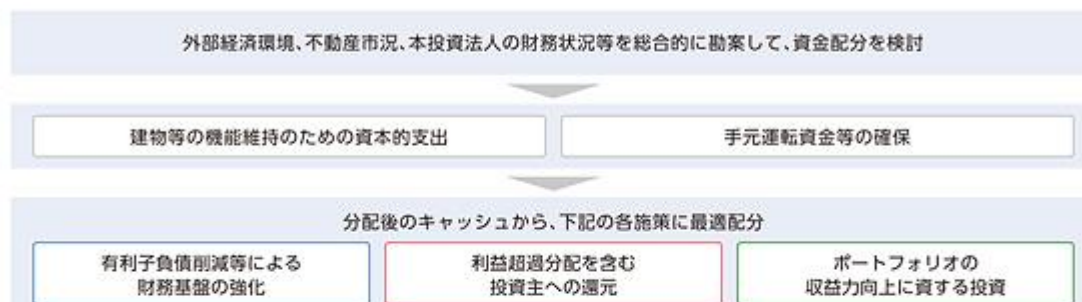 外部経済環境、不動産市況、本投資法人の財務状況等を総合的に勘案して、資金配分を検討
建物等の機能維持のための資本的支出
手元運転資金等の確保
分配後のキャッシュから、下記の各施策に最適配分
有利子負債削減等による
財務基盤の強化
利益超過分配を含む
投資主への還元
ポートフォリオの
収益力向上に資する投資